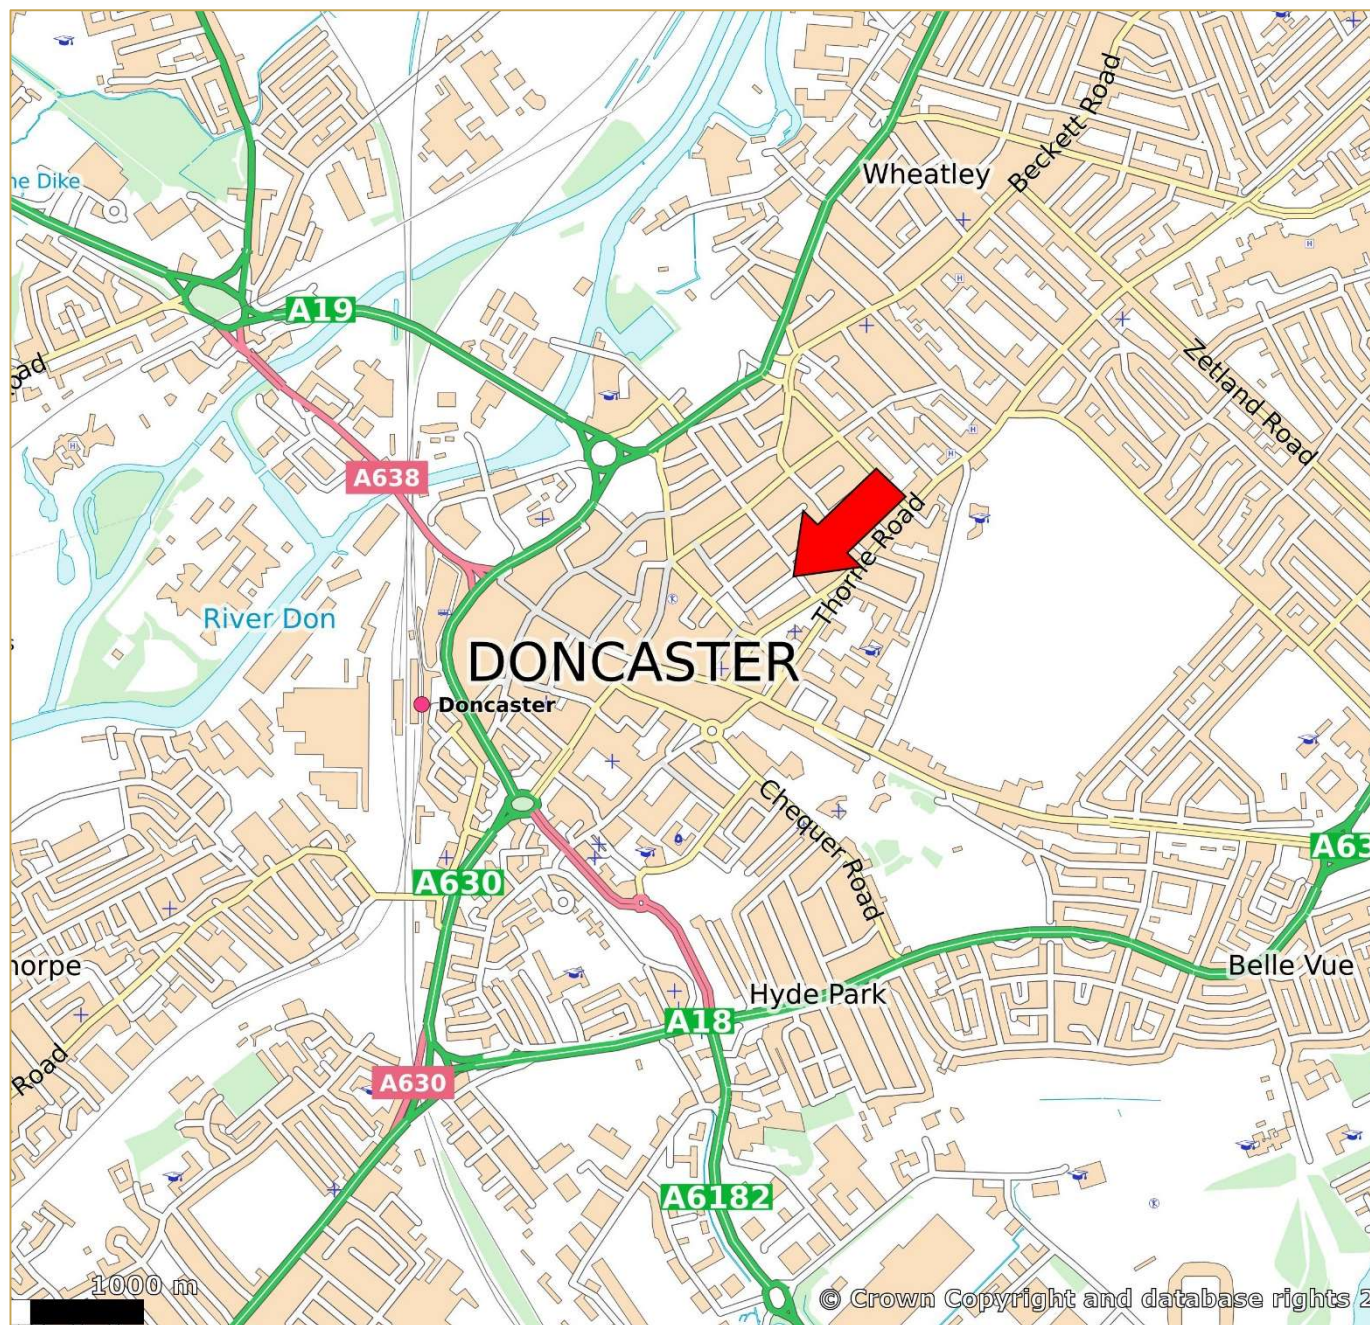 Beckett Road
Wheatley
ne Dike
A19
Zetland Road
oad
A638
Thorne Road
River Don
DONCASTER
Doncaster
Chequer Road
A63
A630
horpe
Belle Vue
Hyde Park
A18
Road
A630
A6182
1000 m
© Crown Copyright and database rights 2